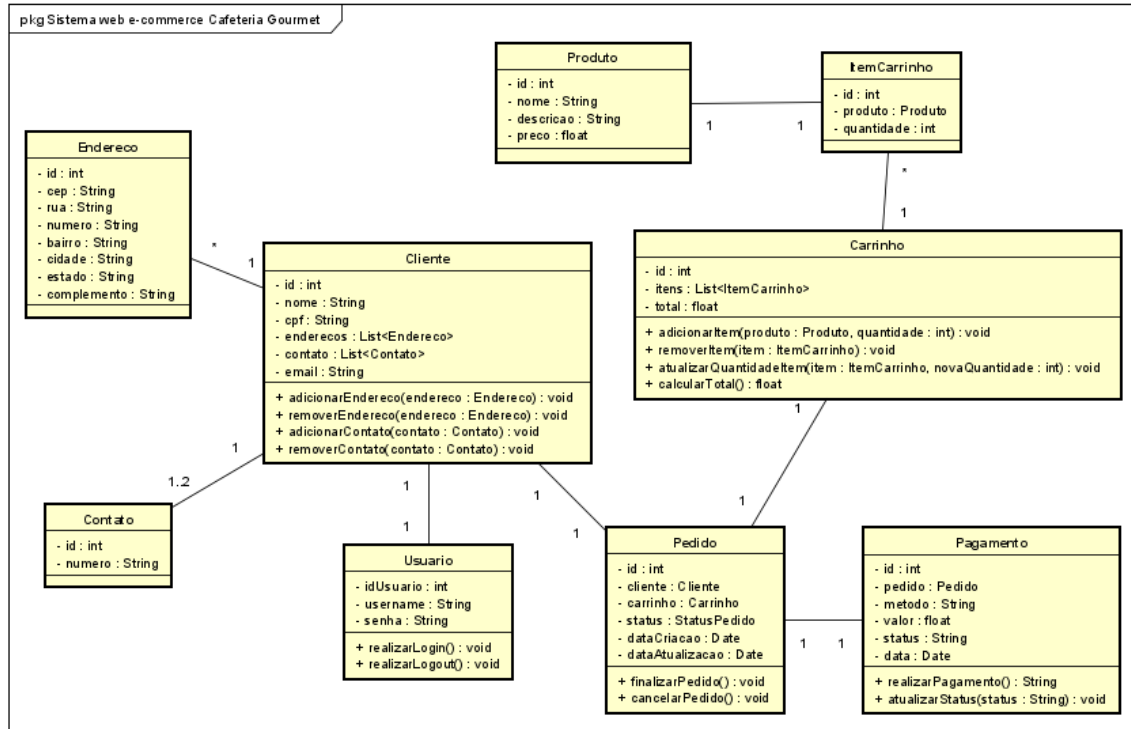 pkg Sistema web e-commerce Cafeteria Gourmet
Produto
- id : int
- nome : String
- descricao : String
- preco : float
1
1
ItemCarrinho
- id : int
- produto : Produto
- quantidade : int
*
1
Endereco
- id : int
- cep : String
- rua : String
- numero : String
- bairro : String
- cidade : String
- estado : String
- complemento : String
*
1
Cliente
- id : int
- nome : String
- cpf : String
- enderecos : List<Endereco>
- contato : List<Contato>
- email : String
+ adicionarEndereco(endereco : Endereco) : void
+ removerEndereco(endereco : Endereco) : void
+ adicionarContato(contato : Contato) : void
+ removerContato(contato : Contato) : void
Carrinho
- id : int
- itens : List<ItemCarrinho>
- total : float
+ adicionarItem(produto : Produto, quantidade : int) : void
+ removerItem(item : ItemCarrinho) : void
+ atualizarQuantidadeItem(item : ItemCarrinho, novaQuantidade : int) : void
+ calcularTotal() : float
1
1
1
1..2
Contato
- id : int
- numero : String
1
1
Usuario
- idUsuario : int
- username : String
- senha : String
+ realizarLogin() : void
+ realizarLogout() : void
1
1
Pedido
- id : int
- cliente : Cliente
- carrinho : Carrinho
- status : StatusPedido
- dataCriacao : Date
- dataAtualizacao : Date
+ finalizarPedido() : void
+ cancelarPedido() : void
1
1
Pagamento
- id : int
- pedido : Pedido
- metodo : String
- valor : float
- status : String
- data : Date
+ realizarPagamento() : String
+ atualizarStatus(status : String) : void